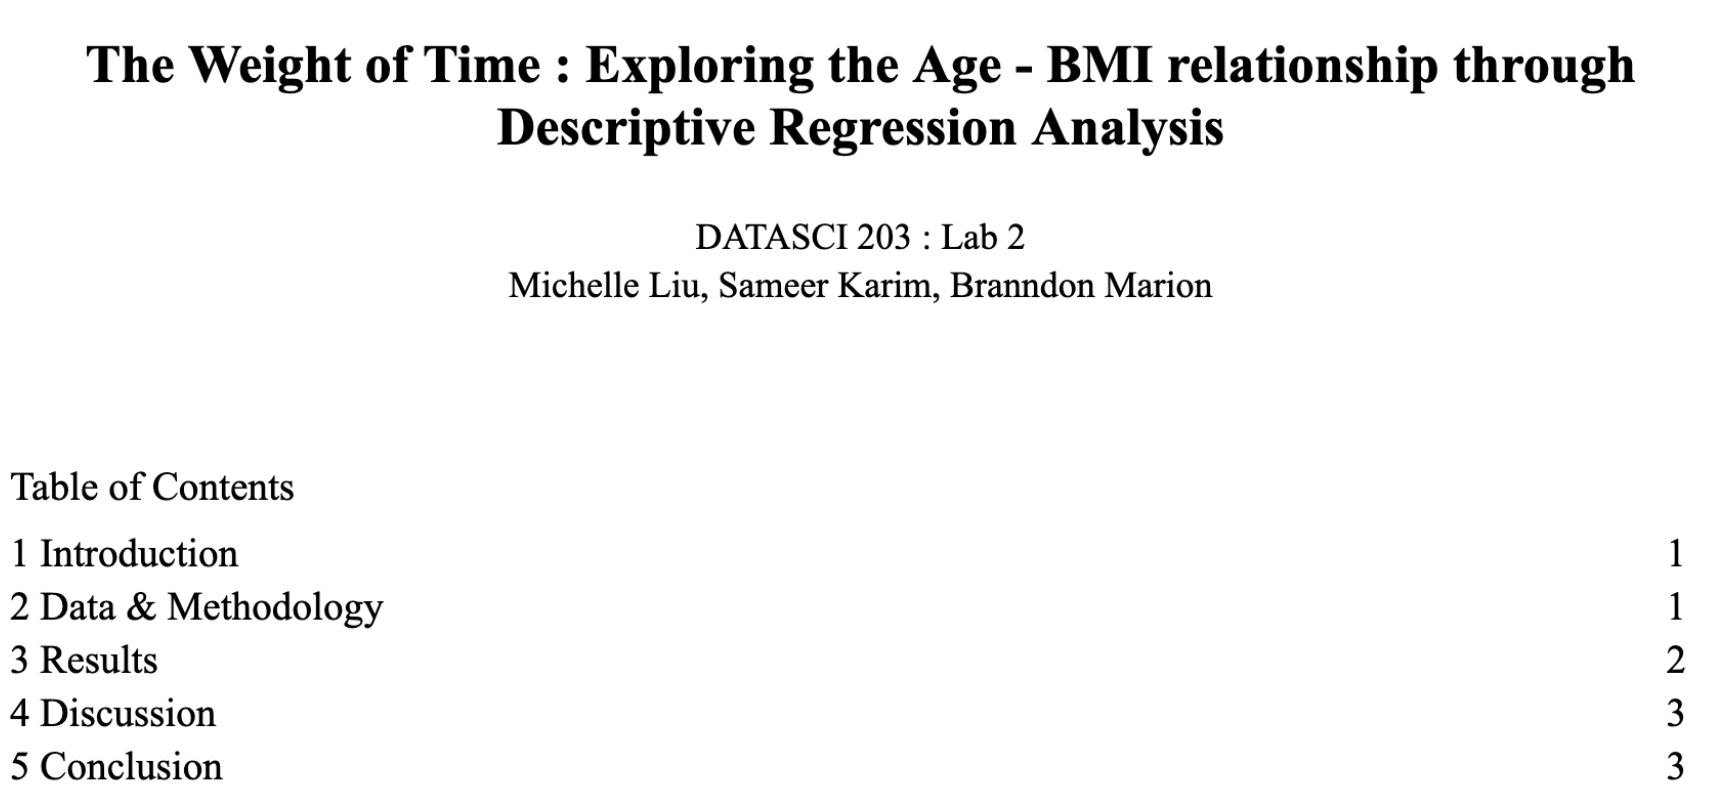 The Weight of Time : Exploring the Age - BMI relationship through
Descriptive Regression Analysis
DATASCI 203 : Lab 2
Michelle Liu, Sameer Karim, Branndon Marion
Table of Contents
1 Introduction 1
2 Data & Methodology 1
3 Results 2
4 Discussion 3
5 Conclusion 3